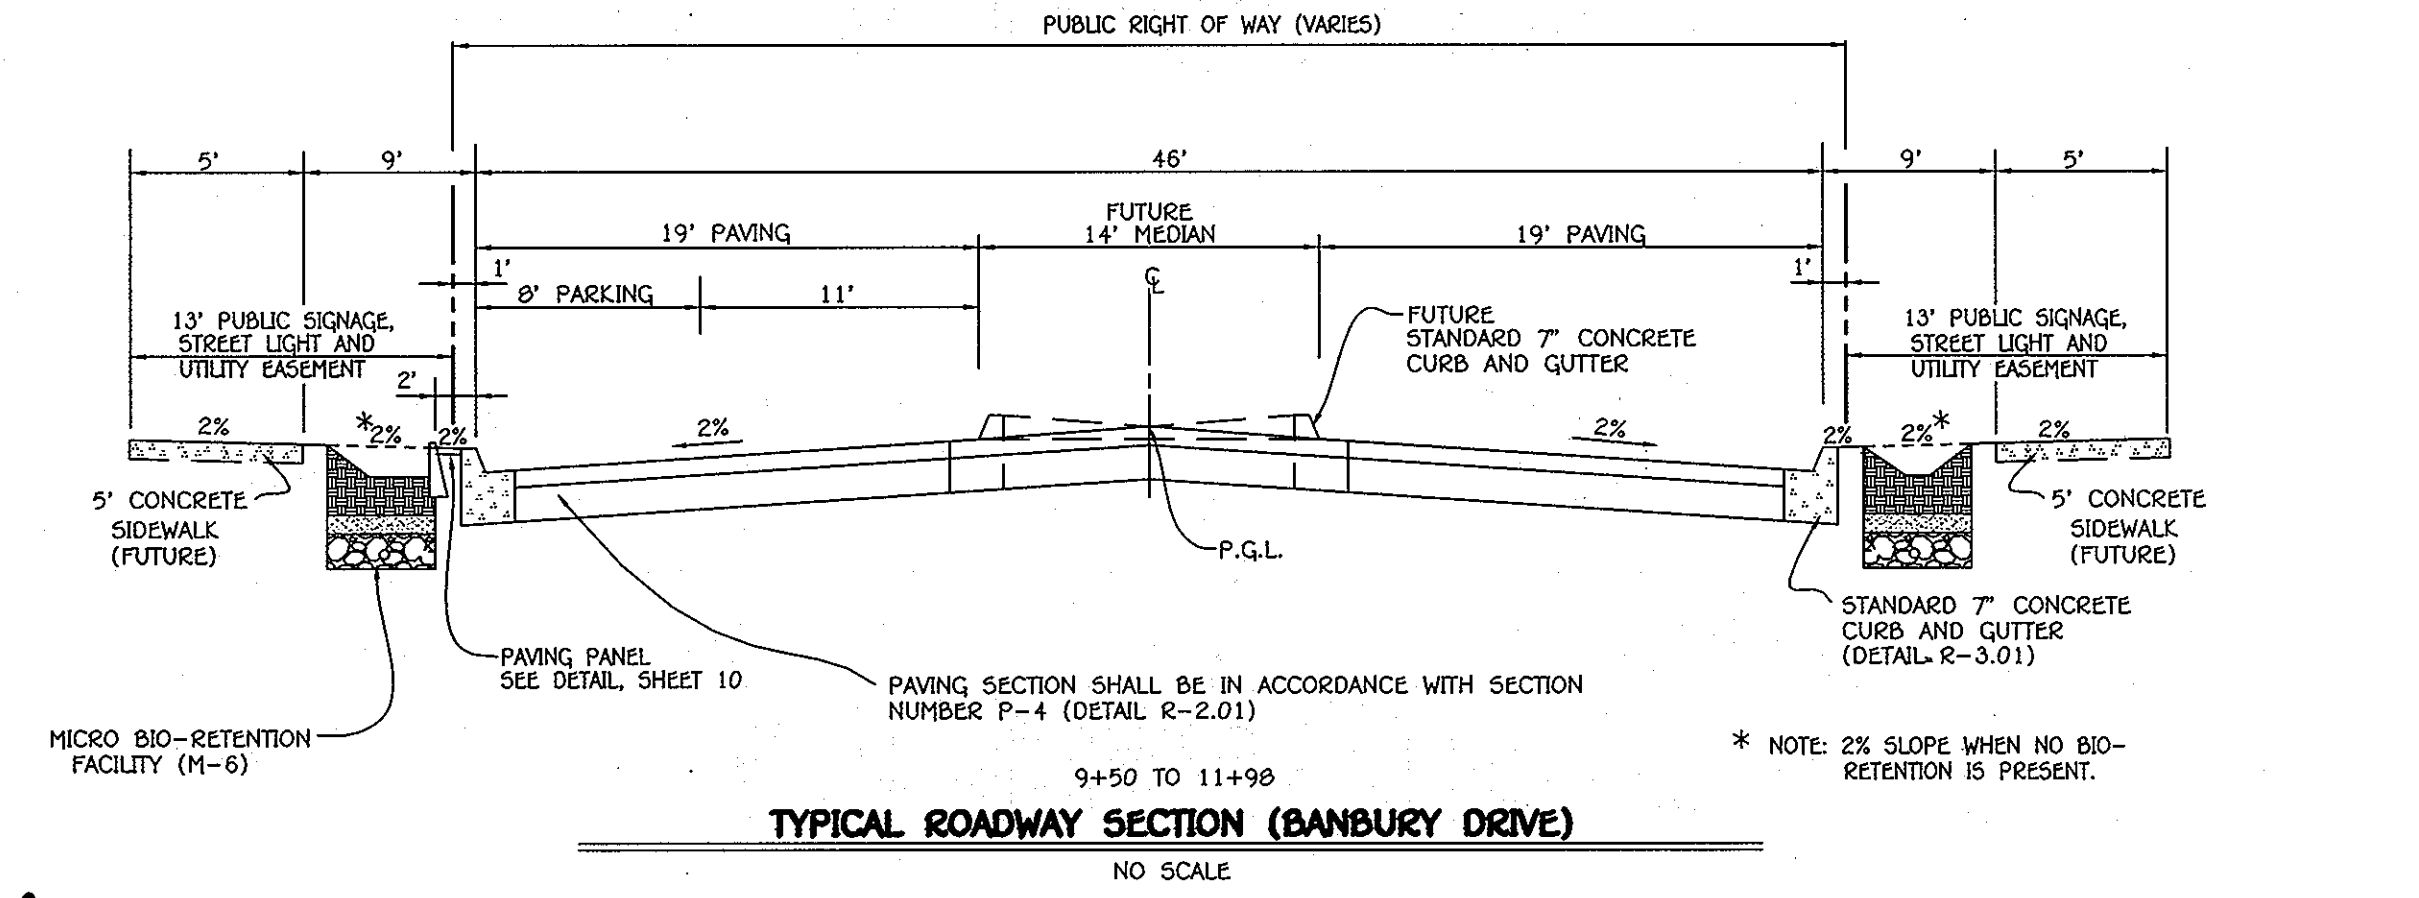 PUBLIC RIGHT OF WAY (VARIES)
5'
9'
46'
9'
5'
19' PAVING
FUTURE
14' MEDIAN
19' PAVING
1'
1'
8' PARKING
11'
℄
13' PUBLIC SIGNAGE,
STREET LIGHT AND
UTILITY EASEMENT
FUTURE
STANDARD 7" CONCRETE
CURB AND GUTTER
13' PUBLIC SIGNAGE,
STREET LIGHT AND
UTILITY EASEMENT
2'
2%
*2%
2%
2%
2%
2%
2%*
2%
5' CONCRETE
SIDEWALK
(FUTURE)
P.G.L.
5' CONCRETE
SIDEWALK
(FUTURE)
STANDARD 7" CONCRETE
CURB AND GUTTER
(DETAIL R-3.01)
PAVING PANEL
SEE DETAIL, SHEET 10
PAVING SECTION SHALL BE IN ACCORDANCE WITH SECTION
NUMBER P-4 (DETAIL R-2.01)
MICRO BIO-RETENTION
FACILITY (M-6)
* NOTE: 2% SLOPE WHEN NO BIO-
RETENTION IS PRESENT.
9+50 TO 11+98
TYPICAL ROADWAY SECTION (BANBURY DRIVE)
NO SCALE